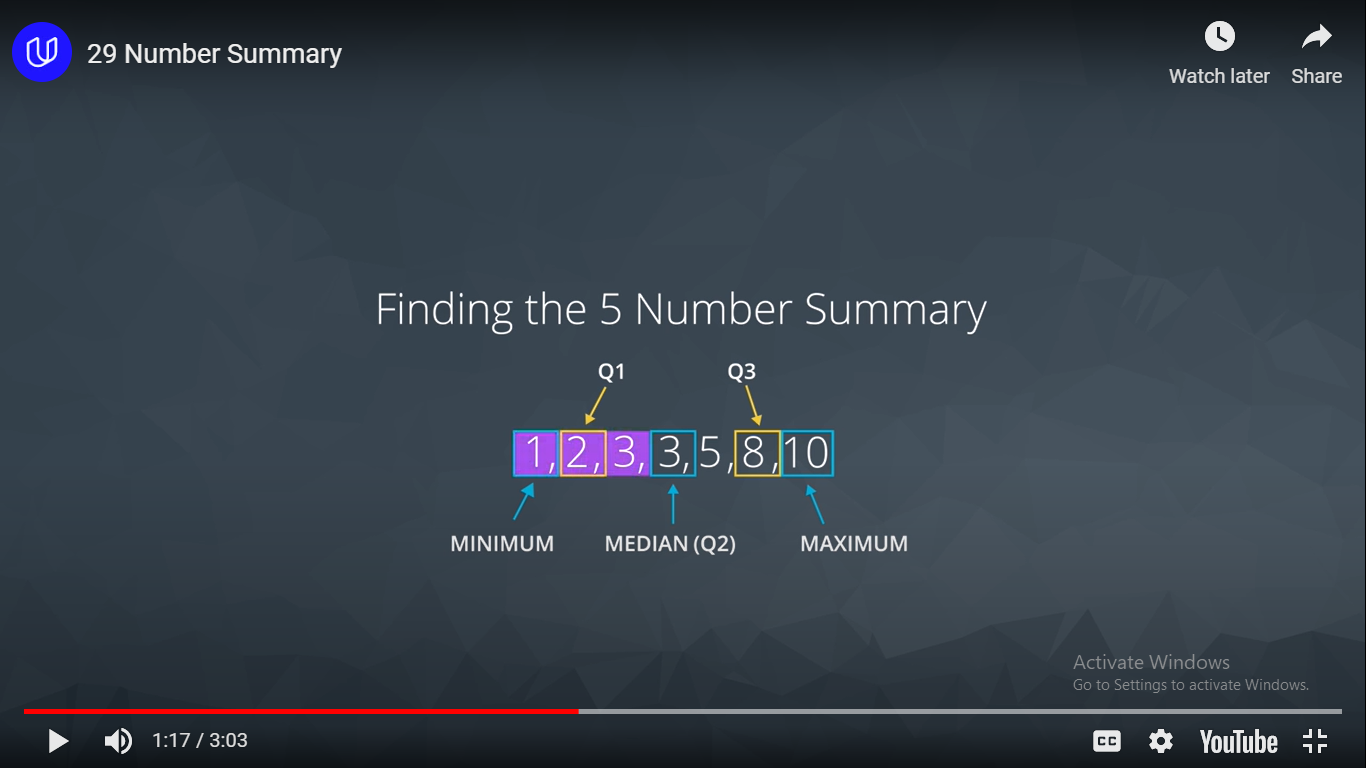 29 Number Summary
Watch later
Share
Finding the 5 Number Summary
Q1
Q3
1, 2, 3, 3, 5, 8, 10
MINIMUM
MEDIAN (Q2)
MAXIMUM
Activate Windows
Go to Settings to activate Windows.
1:17 / 3:03
CC
YouTube